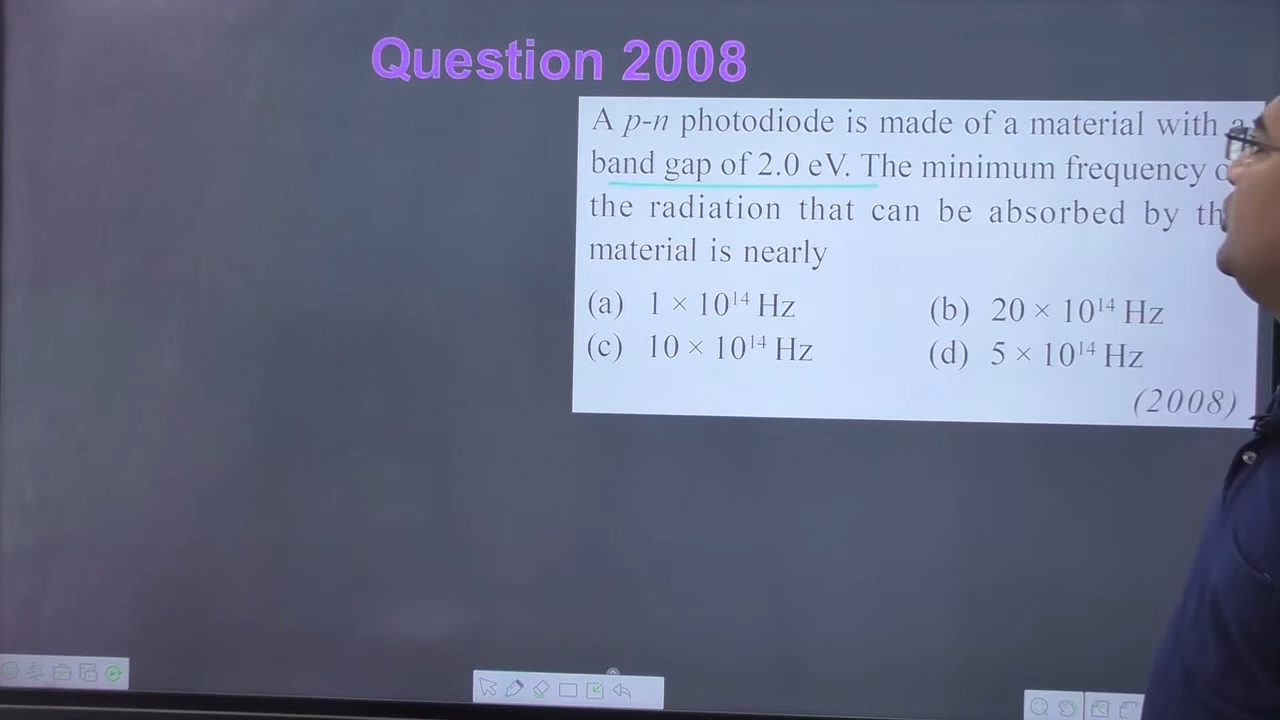 Question 2008
A p-n photodiode is made of a material with a
band gap of 2.0 eV. The minimum frequency
the radiation that can be absorbed by
material is nearly
(a) 1 × 10¹⁴ Hz (b) 20 × 10¹⁴ Hz
(c) 10 × 10¹⁴ Hz (d) 5 × 10¹⁴ Hz
(2008)